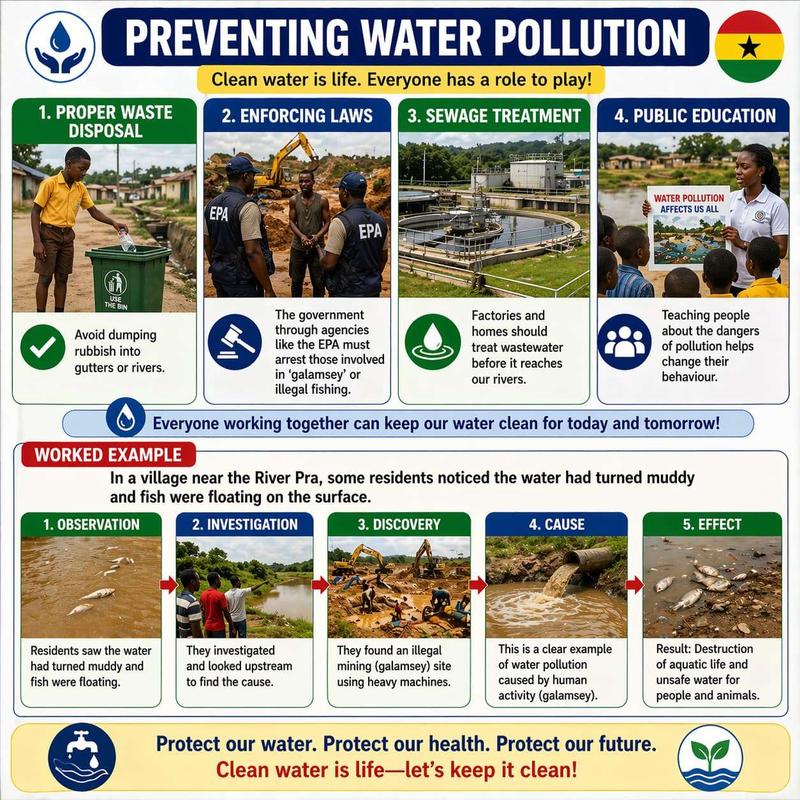 PREVENTING WATER POLLUTION
Clean water is life. Everyone has a role to play!
1. PROPER WASTE
DISPOSAL
USE
THE BIN
Avoid dumping
rubbish into
gutters or rivers.
2. ENFORCING LAWS
EPA
EPA
The government
through agencies
like the EPA must
arrest those involved
in 'galamsey' or
illegal fishing.
3. SEWAGE TREATMENT
Factories and
homes should
treat wastewater
before it reaches
our rivers.
4. PUBLIC EDUCATION
WATER POLLUTION
AFFECTS US ALL
Teaching people
about the dangers
of pollution helps
change their
behaviour.
Everyone working together can keep our water clean for today and tomorrow!
WORKED EXAMPLE
In a village near the River Pra, some residents noticed the water had turned muddy
and fish were floating on the surface.
1. OBSERVATION
Residents saw the water
had turned muddy and
fish were floating.
2. INVESTIGATION
They investigated
and looked upstream
to find the cause.
3. DISCOVERY
They found an illegal
mining (galamsey) site
using heavy machines.
4. CAUSE
This is a clear example
of water pollution
caused by human
activity (galamsey).
5. EFFECT
Result: Destruction
of aquatic life and
unsafe water for
people and animals.
Protect our water. Protect our health. Protect our future.
Clean water is life—let's keep it clean!